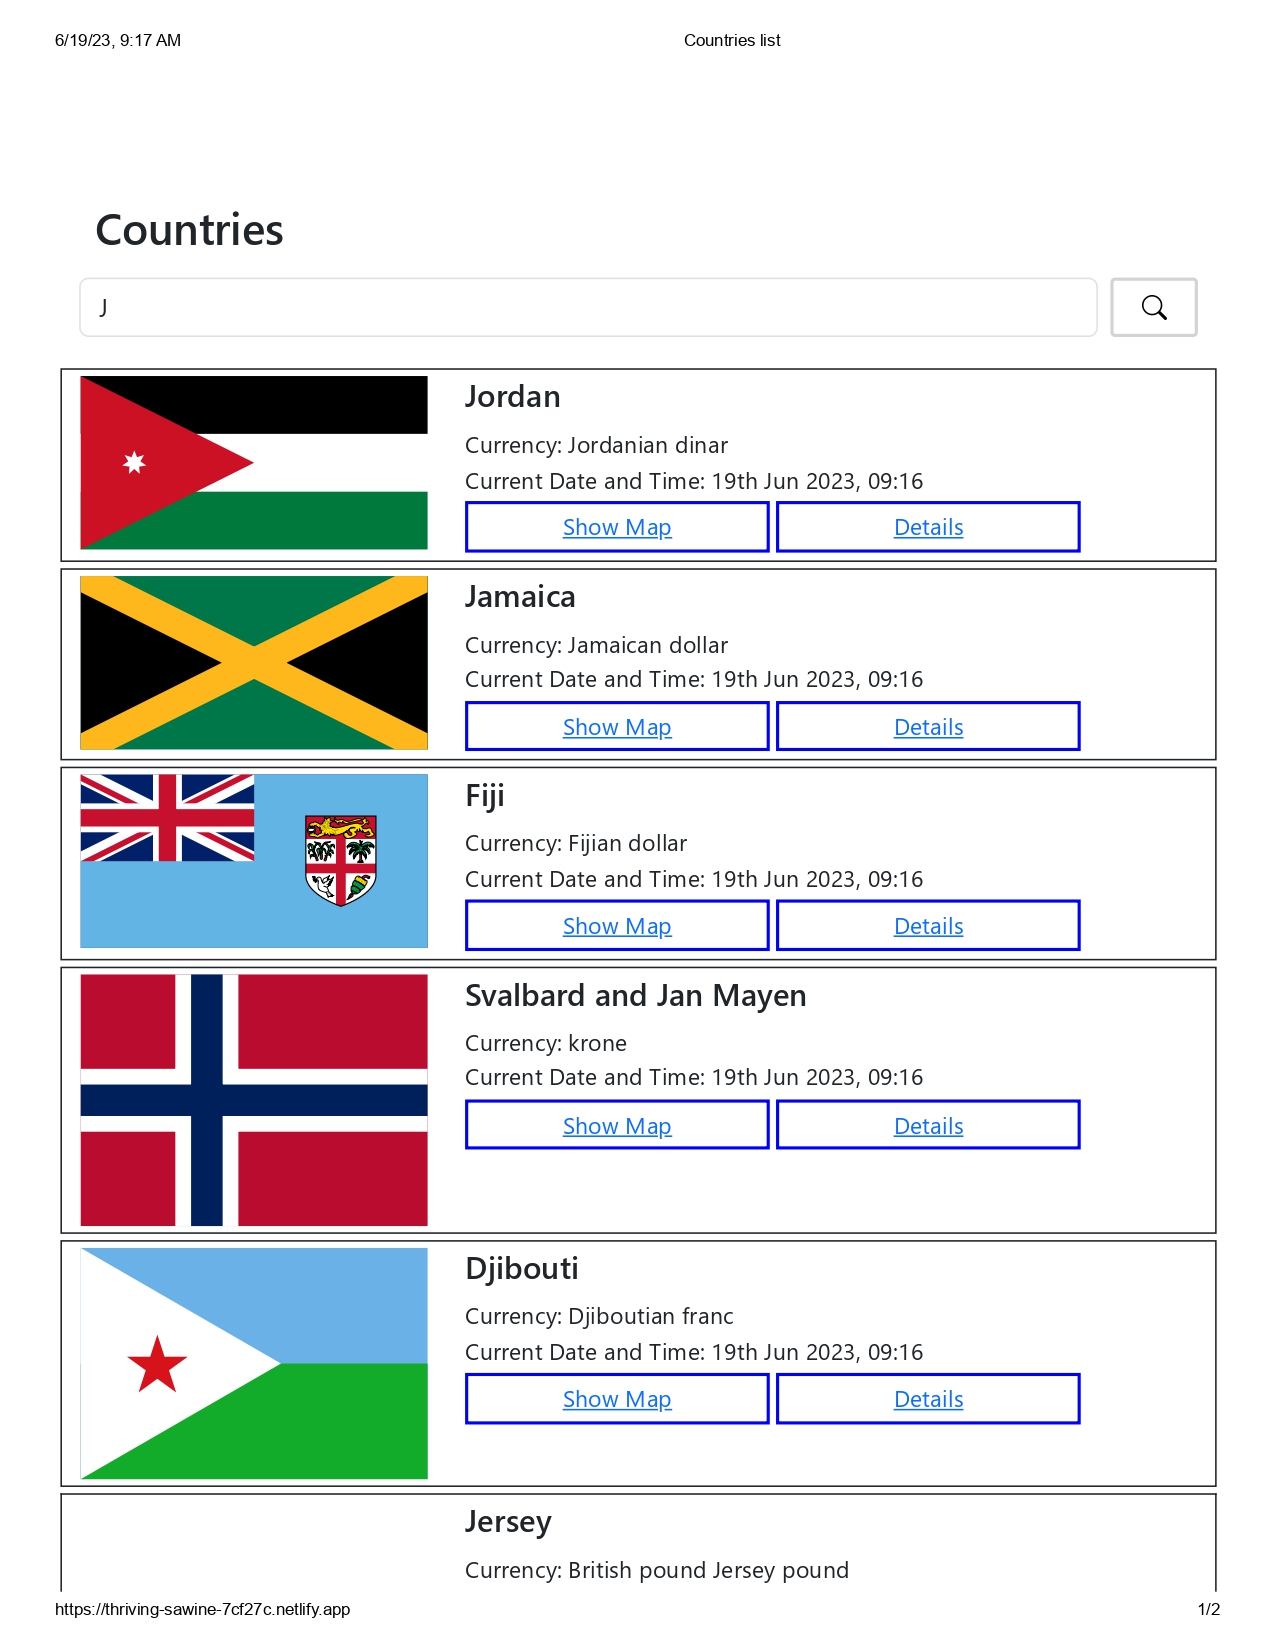 6/19/23, 9:17 AM
Countries list
Countries
J
Jordan
Currency: Jordanian dinar
Current Date and Time: 19th Jun 2023, 09:16
Show Map
Details
Jamaica
Currency: Jamaican dollar
Current Date and Time: 19th Jun 2023, 09:16
Show Map
Details
Fiji
Currency: Fijian dollar
Current Date and Time: 19th Jun 2023, 09:16
Show Map
Details
Svalbard and Jan Mayen
Currency: krone
Current Date and Time: 19th Jun 2023, 09:16
Show Map
Details
Djibouti
Currency: Djiboutian franc
Current Date and Time: 19th Jun 2023, 09:16
Show Map
Details
Jersey
Currency: British pound Jersey pound
https://thriving-sawine-7cf27c.netlify.app
1/2